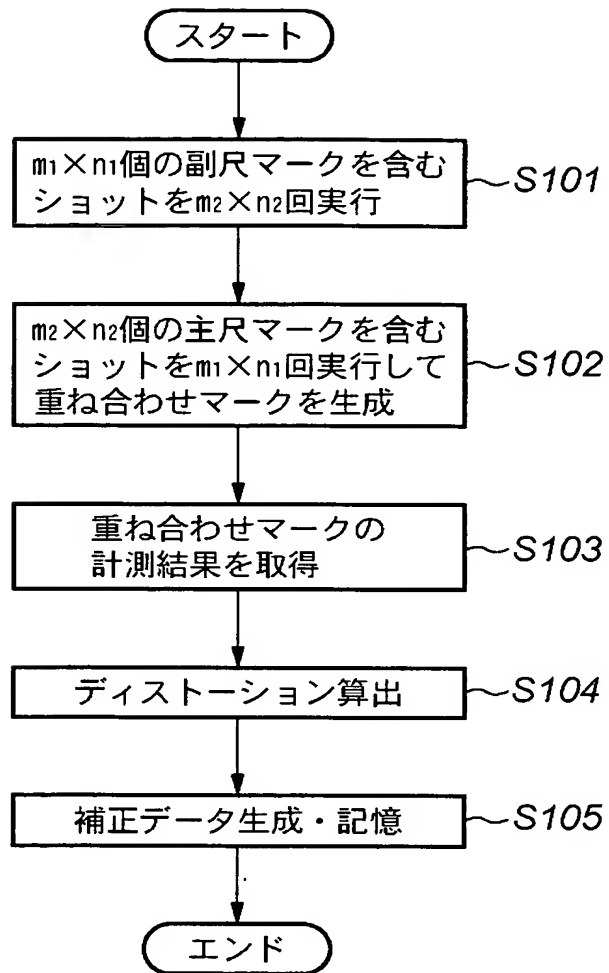 スタート
m₁×n₁個の副尺マークを含む
ショットをm₂×n₂回実行
S101
m₂×n₂個の主尺マークを含む
ショットをm₁×n₁回実行して
重ね合わせマークを生成
S102
重ね合わせマークの
計測結果を取得
S103
ディストーション算出
S104
補正データ生成・記憶
S105
エンド